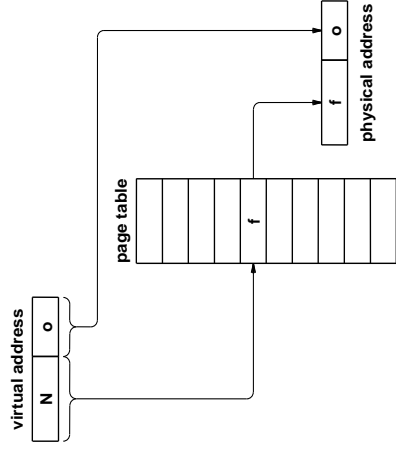 virtual address
N o
page table
f
f o
physical address